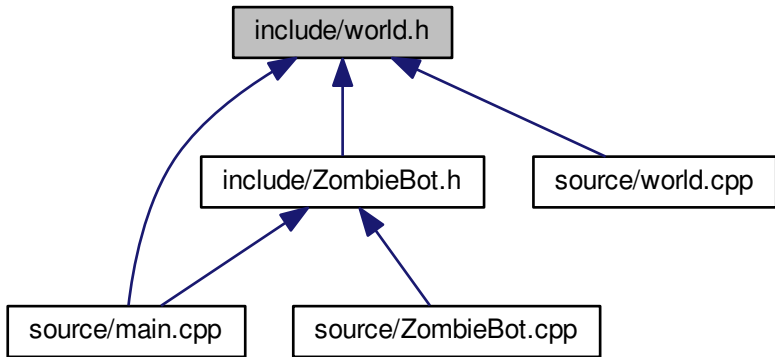 include/world.h
include/ZombieBot.h
source/world.cpp
source/main.cpp
source/ZombieBot.cpp